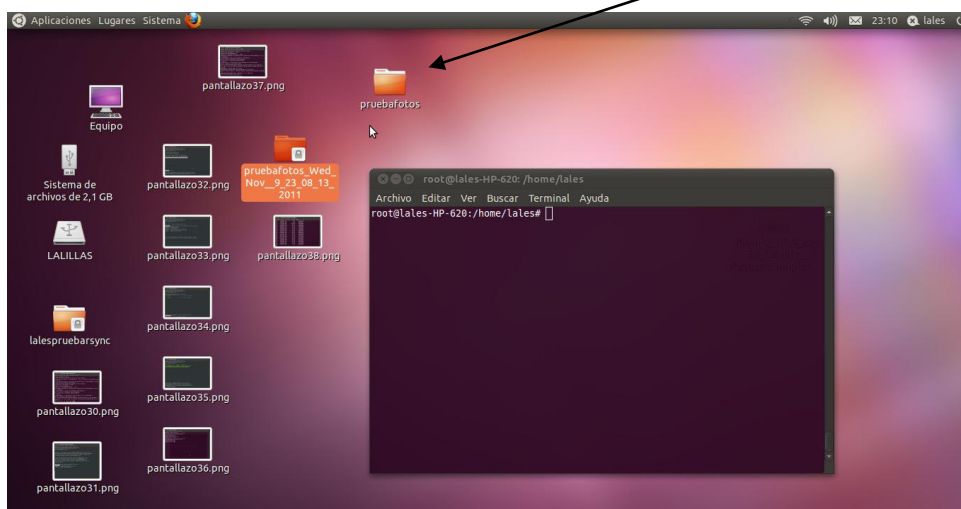 Aplicaciones Lugares Sistema
23:10 lales
pantallazo37.png
pruebafotos
Equipo
pruebafotos_Wed_
Nov__9_23_08_13_
2011
Sistema de
archivos de 2,1 GB
pantallazo32.png
root@lales-HP-620: /home/lales
Archivo Editar Ver Buscar Terminal Ayuda
root@lales-HP-620:/home/lales#
LALILLAS
pantallazo33.png
pantallazo38.png
pantallazo34.png
lalespruebarsync
pantallazo35.png
pantallazo30.png
pantallazo36.png
pantallazo31.png